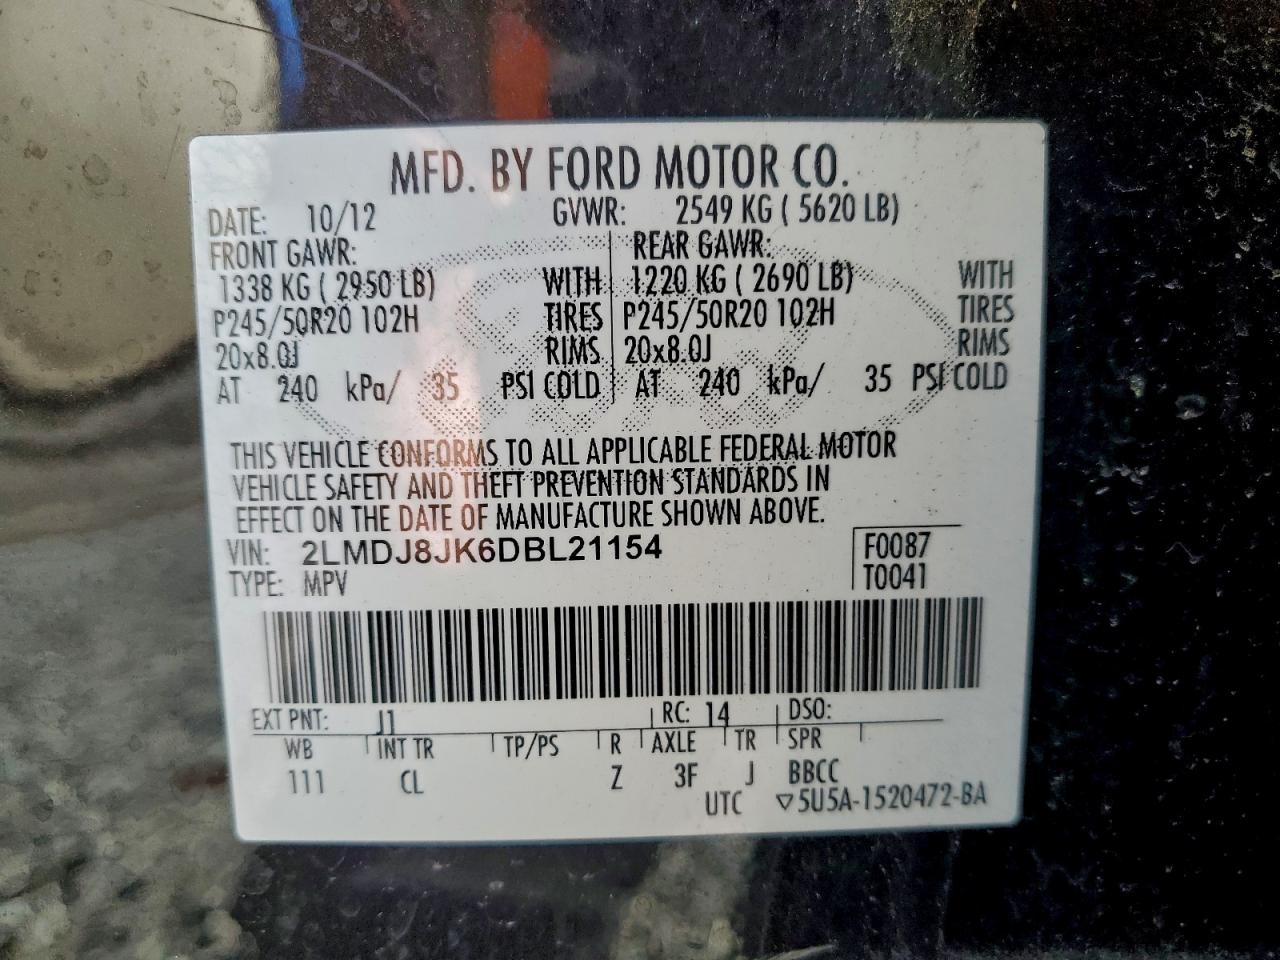 MFD. BY FORD MOTOR CO.
DATE: 10/12 GVWR: 2549 KG ( 5620 LB)
FRONT GAWR: REAR GAWR:
1338 KG ( 2950 LB) WITH 1220 KG ( 2690 LB) WITH
P245/50R20 102H TIRES P245/50R20 102H TIRES
20x8.0J RIMS 20x8.0J RIMS
AT 240 kPa/ 35 PSI COLD AT 240 kPa/ 35 PSI COLD
THIS VEHICLE CONFORMS TO ALL APPLICABLE FEDERAL MOTOR
VEHICLE SAFETY AND THEFT PREVENTION STANDARDS IN
EFFECT ON THE DATE OF MANUFACTURE SHOWN ABOVE.
VIN: 2LMDJ8JK6DBL21154 F0087
TYPE: MPV T0041
EXT PNT: J1 RC: 14 DSO:
WB INT TR TP/PS R AXLE TR SPR
111 CL Z 3F J BBCC
UTC ▽5U5A-1520472-BA